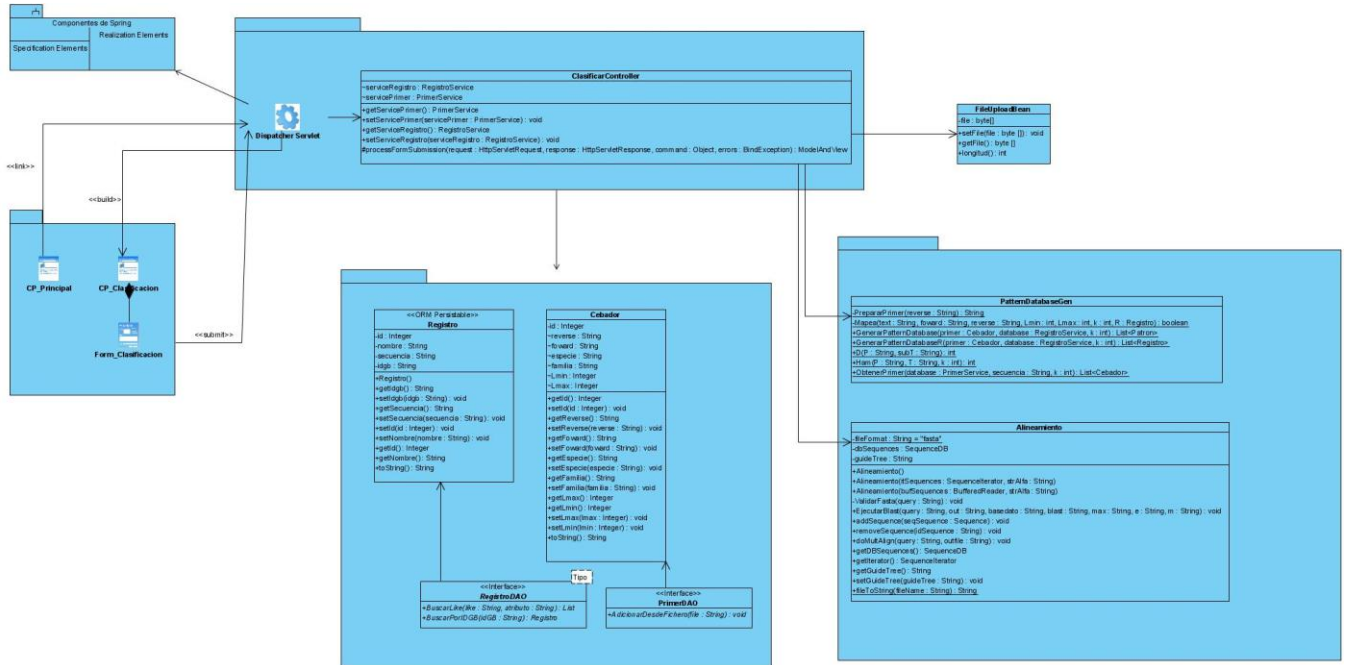 Componentes de Spring
Specification Elements
Realization Elements
Dispatcher Servlet
ClasificarController
~serviceRegistro : RegistroService
~servicePrimer : PrimerService
+getServicePrimer() : PrimerService
+setServicePrimer(servicePrimer : PrimerService) : void
+getServiceRegistro() : RegistroService
+setServiceRegistro(serviceRegistro : RegistroService) : void
#processFormSubmission(request : HttpServletRequest, response : HttpServletResponse, command : Object, errors : BindException) : ModelAndView
FileUploadBean
-file : byte[]
+setFile(file : byte []) : void
+getFile() : byte []
+longitud() : int
<<link>>
<<build>>
<<submit>>
CP_Principal
CP_Clasificacion
Form_Clasificacion
<<ORM Persistable>>
Registro
-id : Integer
-nombre : String
-secuencia : String
-idgb : String
+Registro()
+getIdgb() : String
+setIdgb(idgb : String) : void
+getSecuencia() : String
+setSecuencia(secuencia : String) : void
+setId(id : Integer) : void
+setNombre(nombre : String) : void
+getId() : Integer
+getNombre() : String
+toString() : String
Cebador
-id : Integer
~reverse : String
~foward : String
~especie : String
~familia : String
~Lmin : Integer
~Lmax : Integer
+getId() : Integer
+setId(id : Integer) : void
+getReverse() : String
+setReverse(reverse : String) : void
+getFoward() : String
+setFoward(foward : String) : void
+getEspecie() : String
+setEspecie(especie : String) : void
+getFamilia() : String
+setFamilia(familia : String) : void
+getLmax() : Integer
+getLmin() : Integer
+setLmax(lmax : Integer) : void
+setLmin(lmin : Integer) : void
+toString() : String
Tipo
<<Interface>>
RegistroDAO
+BuscarLike(like : String, atributo : String) : List
+BuscarPorIDGB(idGB : String) : Registro
<<Interface>>
PrimerDAO
+AdicionarDesdeFichero(file : String) : void
PatternDatabaseGen
-PrepararPrimer(reverse : String) : String
-Mapea(text : String, foward : String, reverse : String, Lmin : int, Lmax : int, k : int, R : Registro) : boolean
+GenerarPatternDatabase(primer : Cebador, database : RegistroService, k : int) : List<Patron>
+GenerarPatternDatabaseR(primer : Cebador, database : RegistroService, k : int) : List<Registro>
+D(P : String, subT : String) : int
+Ham(P : String, T : String, k : int) : int
+ObtenerPrimer(database : PrimerService, secuencia : String, k : int) : List<Cebador>
Alineamiento
-fileFormat : String = "fasta"
-dbSequences : SequenceDB
-guideTree : String
+Alineamiento()
+Alineamiento(itSequences : SequenceIterator, strAlfa : String)
+Alineamiento(bufSequences : BufferedReader, strAlfa : String)
-ValidarFasta(query : String) : void
+EjecutarBlast(query : String, out : String, basedato : String, blast : String, max : String, e : String, m : String) : void
+addSequence(seqSequence : Sequence) : void
+removeSequence(idSequence : String) : void
+doMultAlign(query : String, outfile : String) : void
+getDBSequences() : SequenceDB
+getIterator() : SequenceIterator
+getGuideTree() : String
+setGuideTree(guideTree : String) : void
+fileToString(fileName : String) : String